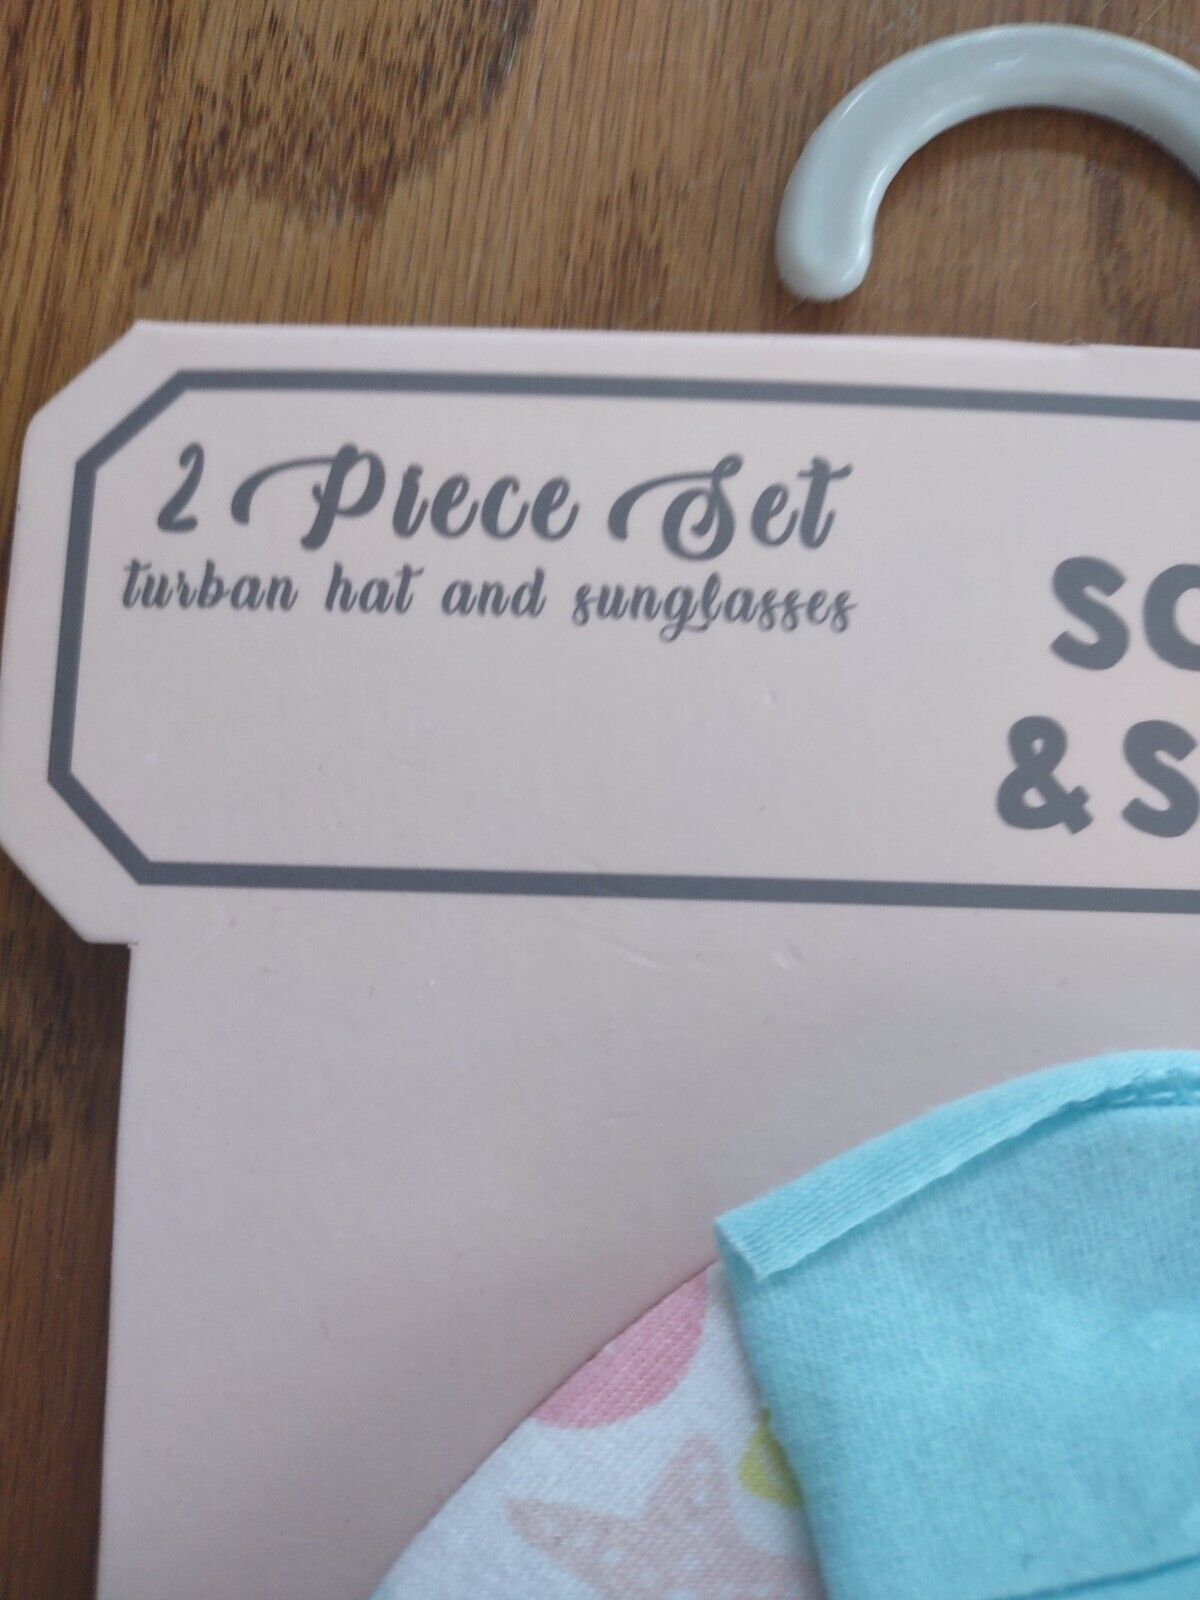 2 Piece Set
turban hat and sunglasses
&